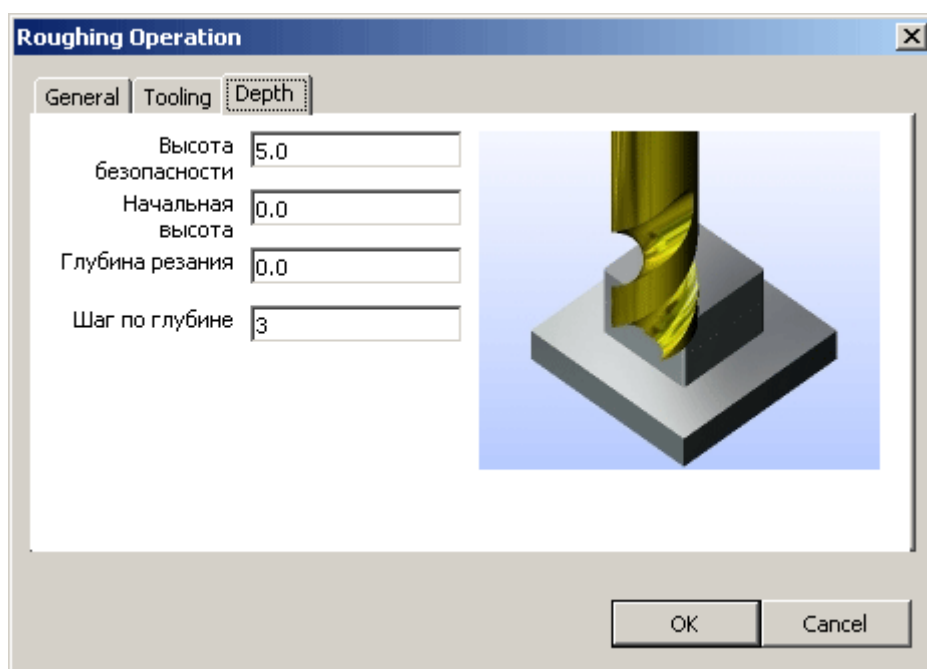 Roughing Operation
General Tooling Depth
Высота
безопасности
5.0
Начальная
высота
0.0
Глубина резания 0.0
Шаг по глубине 3
OK Cancel